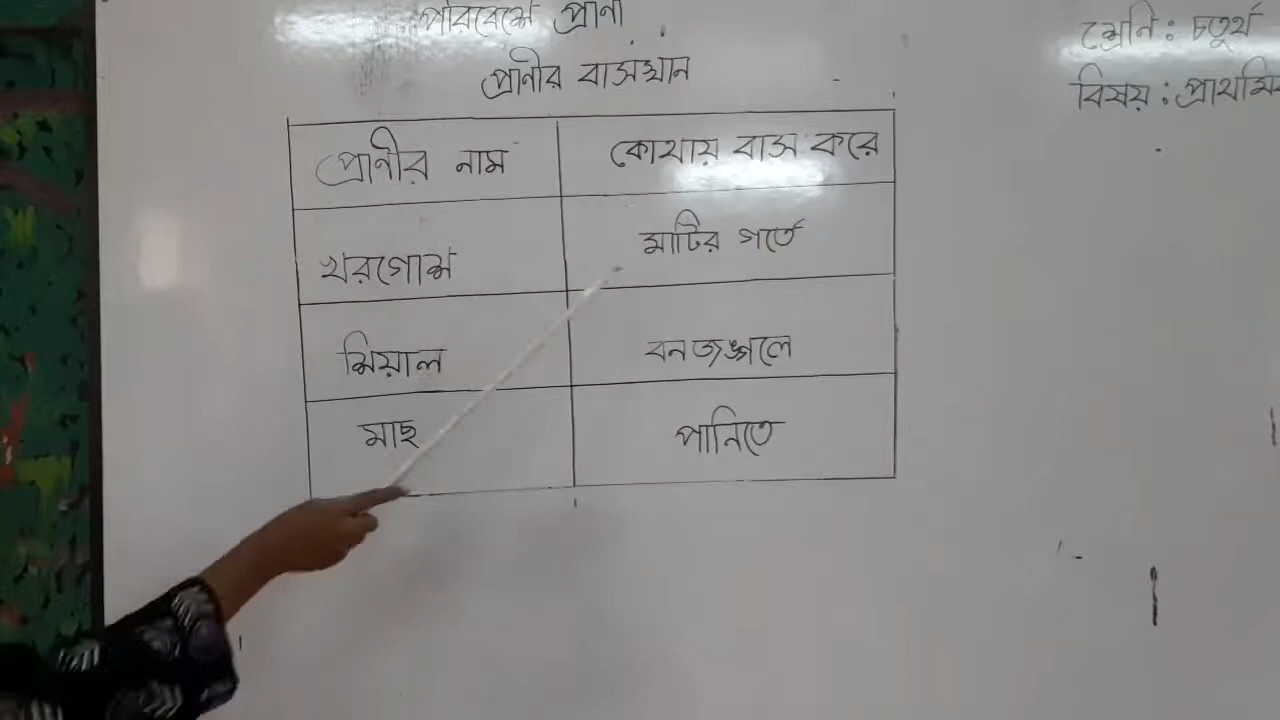 পরিবেশে প্রাণী
প্রাণীর বাসস্থান
শ্রেণি : চতুর্থ
বিষয় : প্রাথমি
প্রাণীর নাম কোথায় বাস করে
খরগোশ মাটির গর্তে
শিয়াল বনজঙ্গলে
মাছ পানিতে